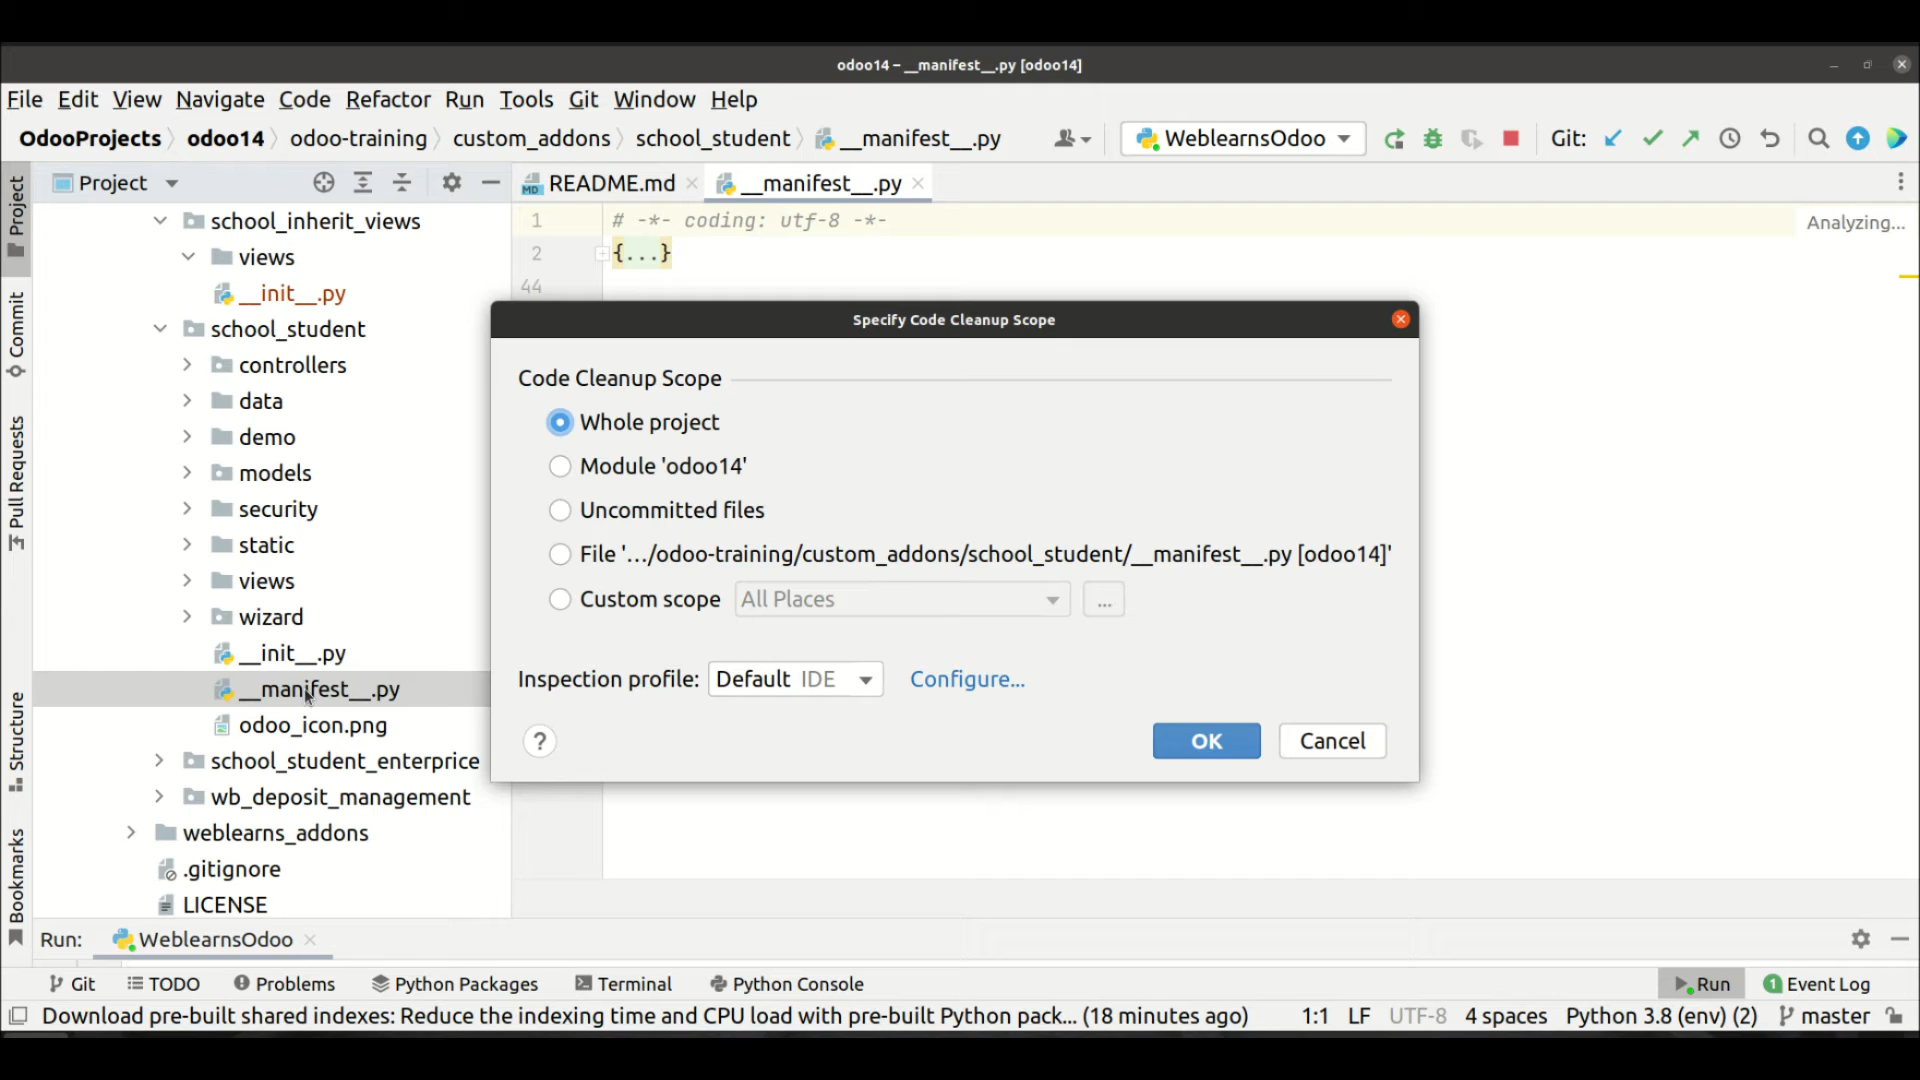 odoo14 – __manifest__.py [odoo14]
File Edit View Navigate Code Refactor Run Tools Git Window Help
OdooProjects odoo14 odoo-training custom_addons school_student __manifest__.py WeblearnsOdoo Git:
Project
README.md __manifest__.py
school_inherit_views
views
__init__.py
school_student
controllers
data
demo
models
security
static
views
wizard
__init__.py
__manifest__.py
odoo_icon.png
school_student_enterprice
wb_deposit_management
weblearns_addons
.gitignore
LICENSE
1 # -*- coding: utf-8 -*-
2 {...}
44
Analyzing...
Specify Code Cleanup Scope
Code Cleanup Scope
Whole project
Module 'odoo14'
Uncommitted files
File '.../odoo-training/custom_addons/school_student/__manifest__.py [odoo14]'
Custom scope All Places ...
Inspection profile: Default IDE Configure...
? OK Cancel
Project
Commit
Pull Requests
Structure
Bookmarks
Run: WeblearnsOdoo
Git TODO Problems Python Packages Terminal Python Console Run 1 Event Log
Download pre-built shared indexes: Reduce the indexing time and CPU load with pre-built Python pack... (18 minutes ago) 1:1 LF UTF-8 4 spaces Python 3.8 (env) (2) master